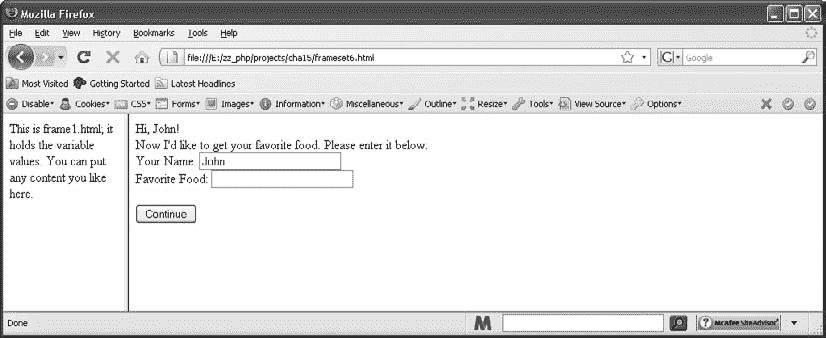 Mozilla Firefox
File Edit View History Bookmarks Tools Help
file:///E:/zz_php/projects/cha15/frameset6.html
G Google
Most Visited Getting Started Latest Headlines
Disable Cookies CSS Forms Images Information Miscellaneous Outline Resize Tools View Source Options
This is frame1.html; it
holds the variable
values. You can put
any content you like
here.
Hi, John!
Now I'd like to get your favorite food. Please enter it below.
Your Name: John
Favorite Food:
Continue
Done
M
McAfee SiteAdvisor